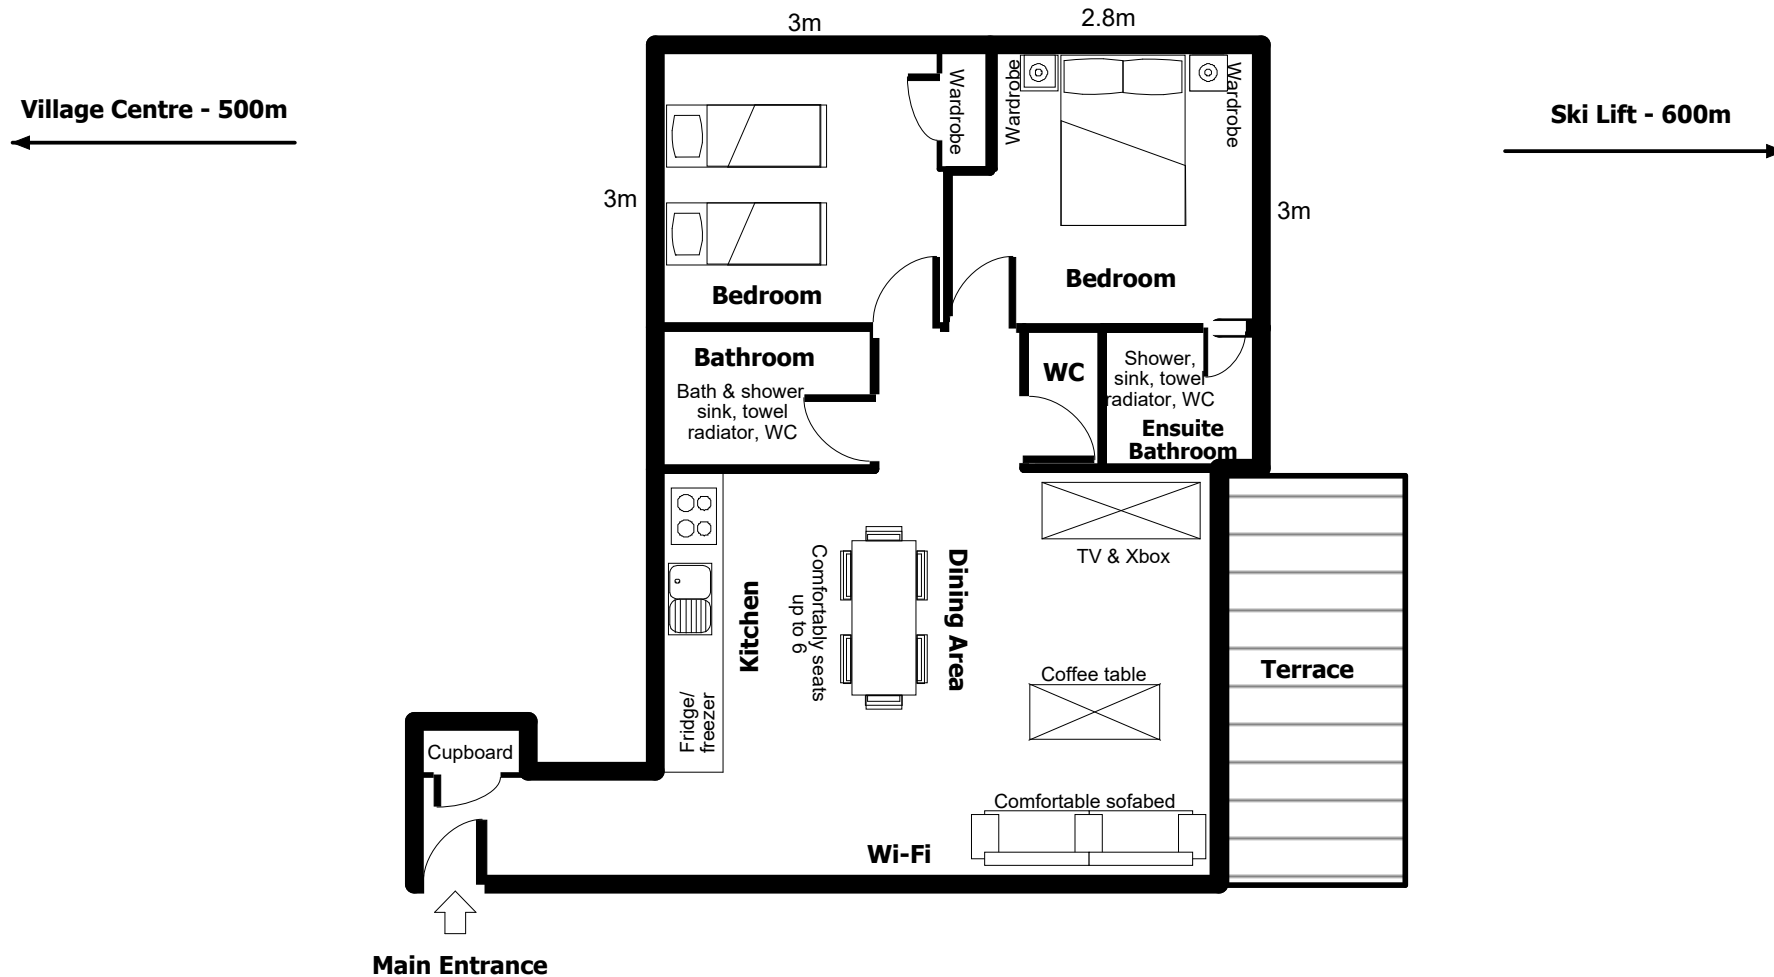 3m
2.8m
Village Centre - 500m
Ski Lift - 600m
Wardrobe
Wardrobe
Wardrobe
3m
3m
Bedroom
Bedroom
Bathroom
Bath & shower
sink, towel
radiator, WC
WC
Shower,
sink, towel
radiator, WC
Ensuite
Bathroom
Kitchen
Comfortably seats
up to 6
Dining Area
TV & Xbox
Coffee table
Terrace
Fridge/
freezer
Cupboard
Comfortable sofabed
Wi-Fi
Main Entrance